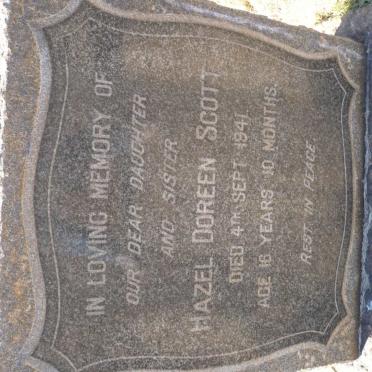 IN LOVING MEMORY OF
OUR DEAR DAUGHTER
AND SISTER
HAZEL DOREEN SCOTT
DIED 4TH SEPT 1941
AGE 16 YEARS 10 MONTHS.
REST IN PEACE